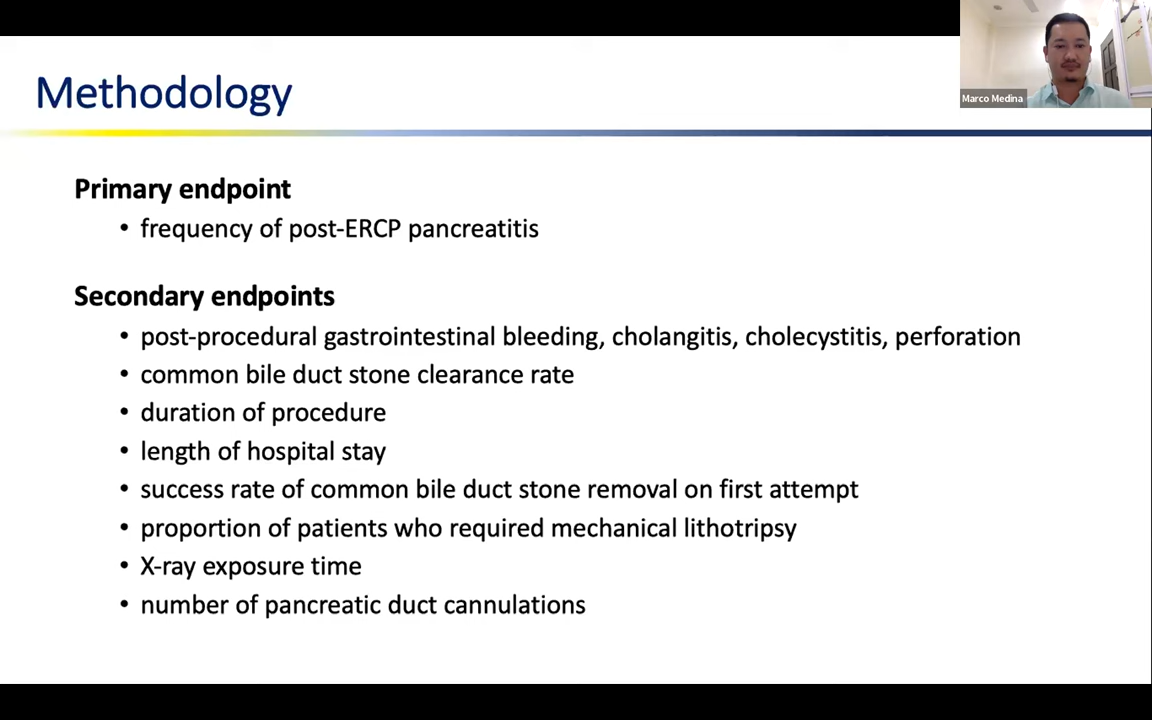 Methodology
Marco Medina
Primary endpoint
• frequency of post-ERCP pancreatitis
Secondary endpoints
• post-procedural gastrointestinal bleeding, cholangitis, cholecystitis, perforation
• common bile duct stone clearance rate
• duration of procedure
• length of hospital stay
• success rate of common bile duct stone removal on first attempt
• proportion of patients who required mechanical lithotripsy
• X-ray exposure time
• number of pancreatic duct cannulations